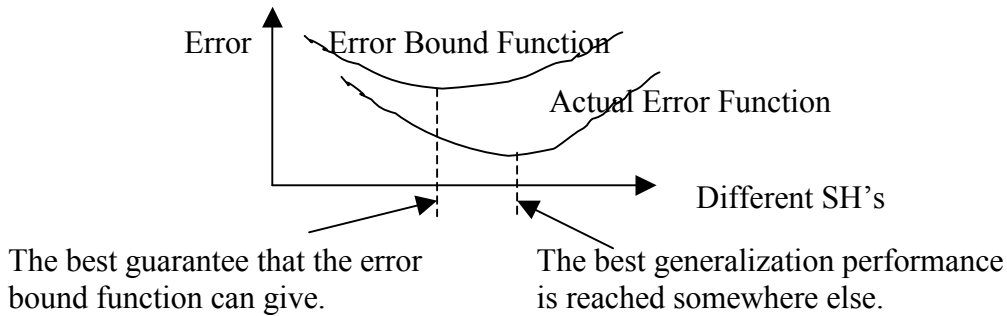 Error
Error Bound Function
Actual Error Function
Different SH's
The best guarantee that the error
bound function can give.
The best generalization performance
is reached somewhere else.